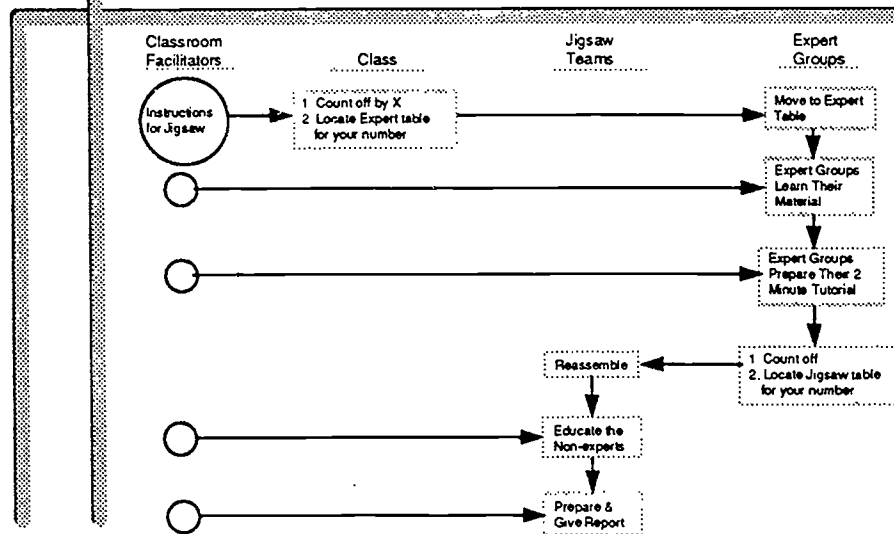 Classroom
Facilitators
Class
Jigsaw
Teams
Expert
Groups
Instructions
for Jigsaw
1 Count off by X
2 Locate Expert table
for your number
Move to Expert
Table
Expert Groups
Learn Their
Material
Expert Groups
Prepare Their 2
Minute Tutorial
1 Count off
2. Locate Jigsaw table
for your number
Reassemble
Educate the
Non-experts
Prepare &
Give Report